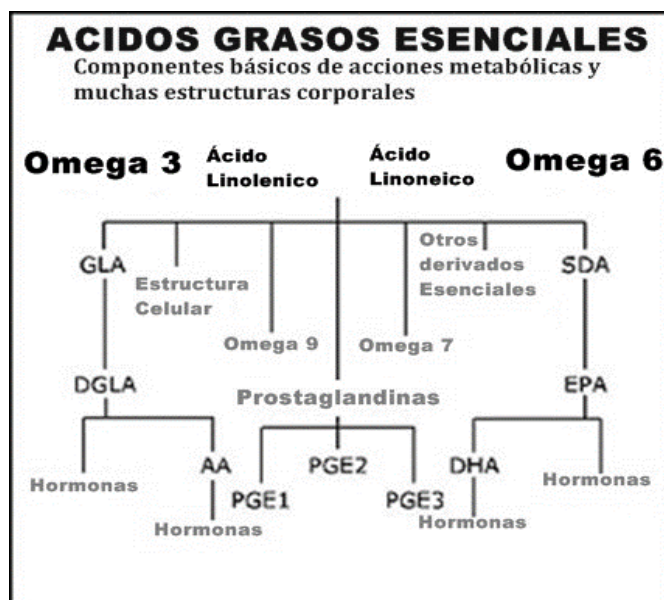 ACIDOS GRASOS ESENCIALES
Componentes básicos de acciones metabólicas y
muchas estructuras corporales
Omega 3
Ácido
Linolenico
Ácido
Linoneico
Omega 6
GLA
Estructura
Celular
Omega 9
Omega 7
Otros
derivados
Esenciales
SDA
DGLA
Prostaglandinas
EPA
Hormonas
AA
Hormonas
PGE1
PGE2
PGE3
DHA
Hormonas
Hormonas